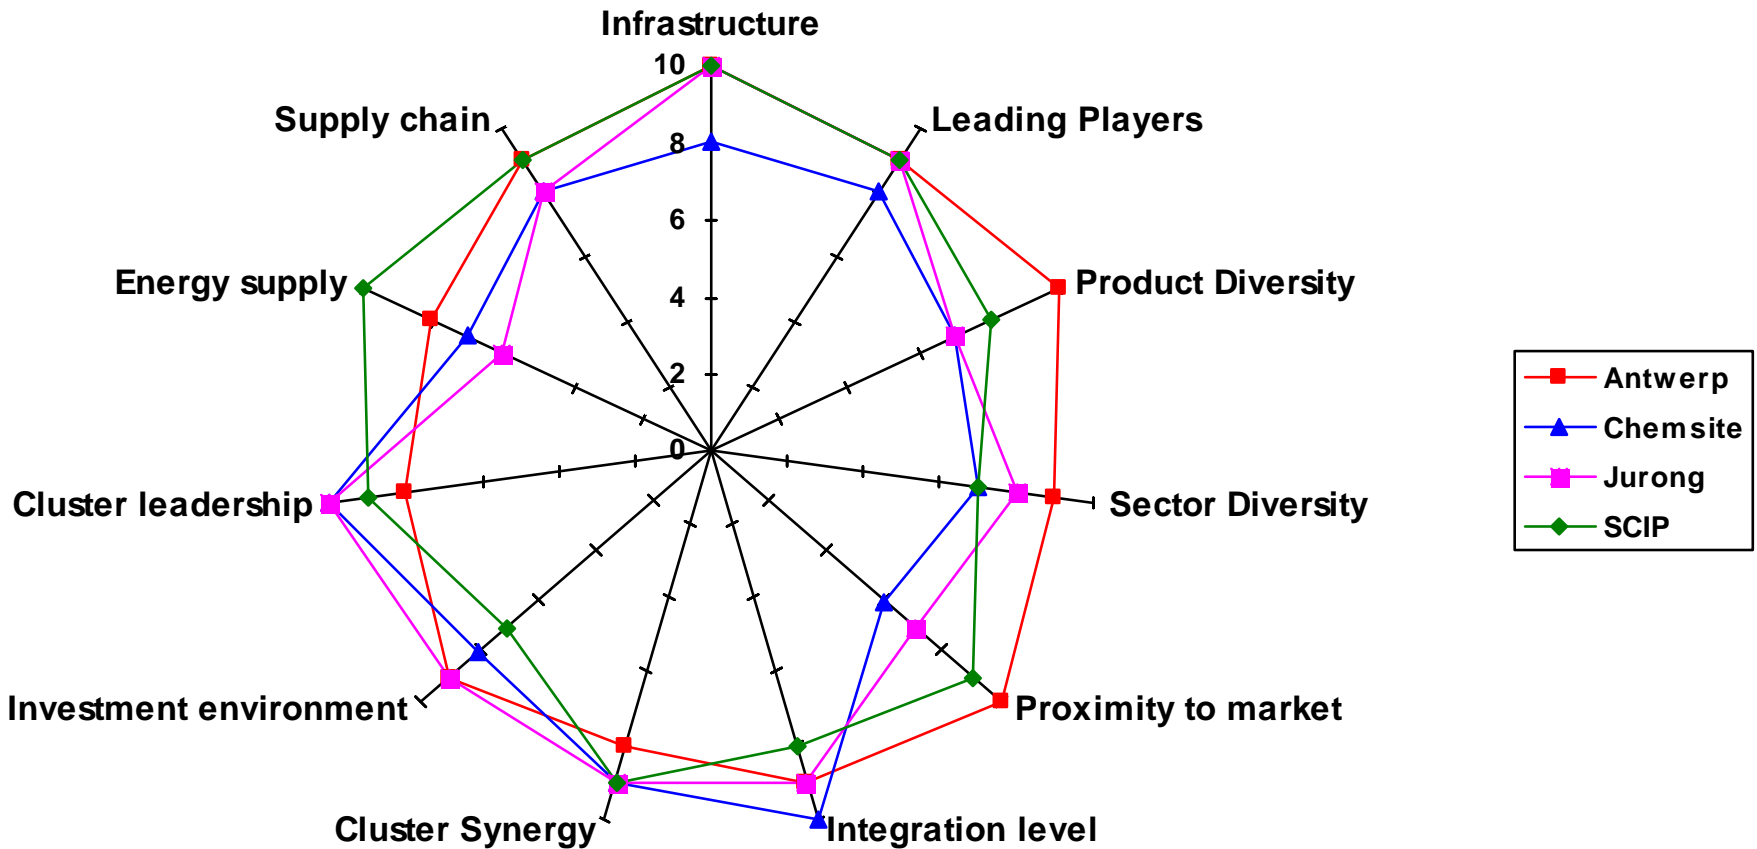 Infrastructure
10
Supply chain
Leading Players
8
6
Energy supply
Product Diversity
4
2
0
Cluster leadership
Sector Diversity
Investment environment
Proximity to market
Cluster Synergy
Integration level
Antwerp
Chemsite
Jurong
SCIP